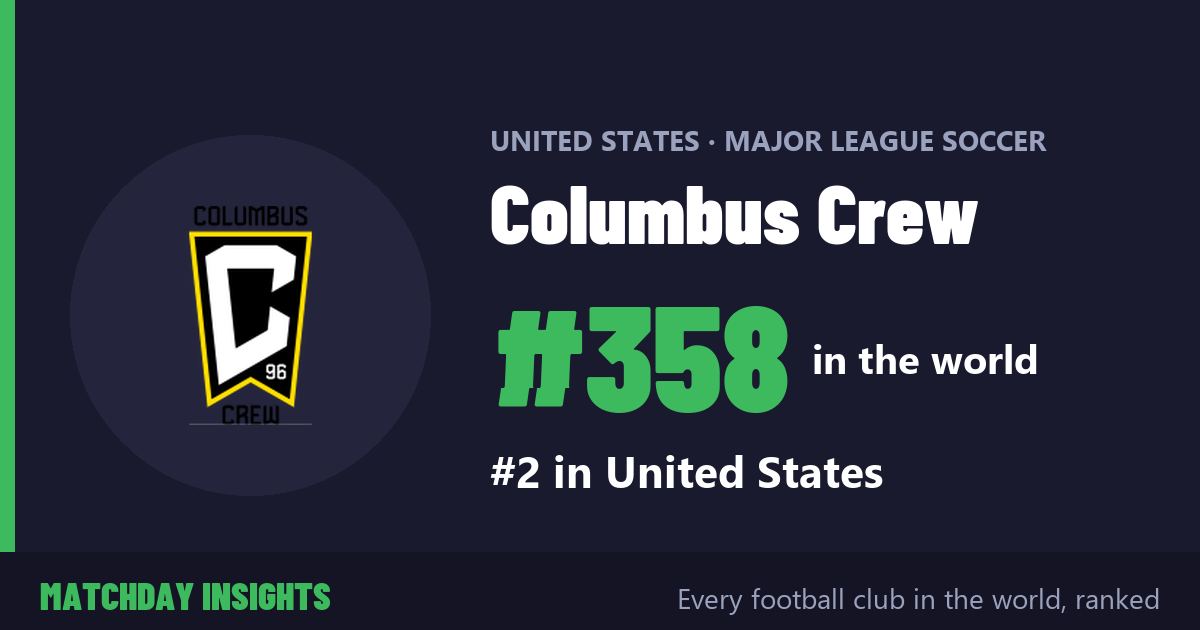 UNITED STATES · MAJOR LEAGUE SOCCER
Columbus Crew
#358 in the world
#2 in United States
COLUMBUS
C
96
CREW
MATCHDAY INSIGHTS
Every football club in the world, ranked